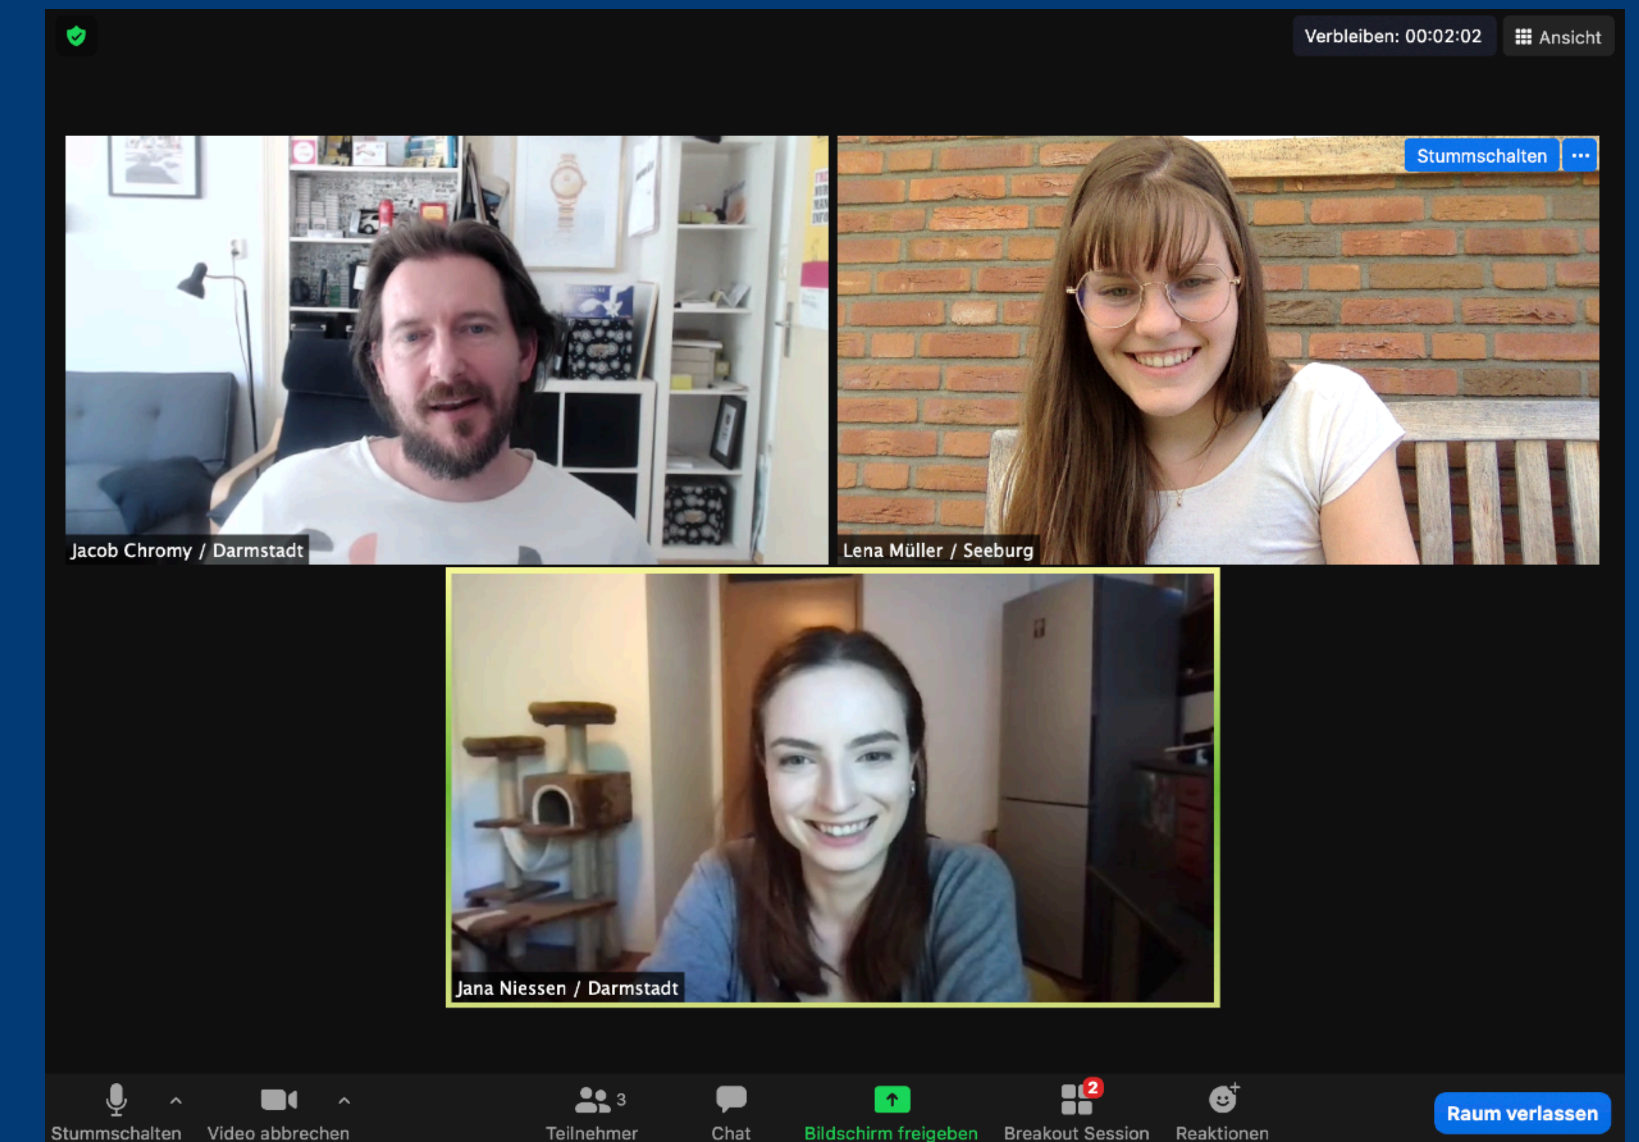 Verbleiben: 00:02:02
Ansicht
Stummschalten
Jacob Chromy / Darmstadt
Lena Müller / Seeburg
Jana Niessen / Darmstadt
3
2
Stummschalten
Video abbrechen
Teilnehmer
Chat
Bildschirm freigeben
Breakout Session
Reaktionen
Raum verlassen